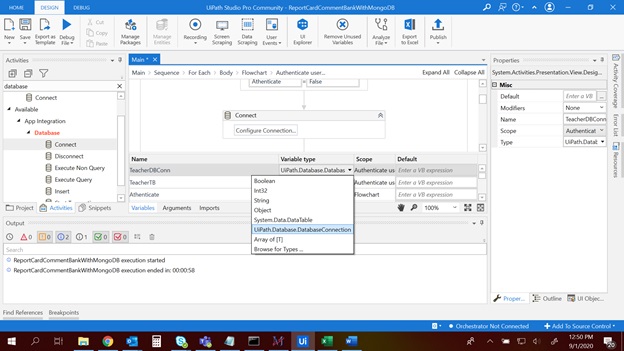 UiPath Studio Pro Community - ReportCardCommentBankWithMongoDB
HOME
DESIGN
DEBUG
New
Save
Export as Template
Debug File
Cut
Copy
Paste
Manage Packages
Manage Entities
Recording
Screen Scraping
Data Scraping
User Events
UI Explorer
Remove Unused Variables
Analyze File
Export to Excel
Publish
Activities
database
Connect
Available
App Integration
Database
Connect
Disconnect
Execute Non Query
Execute Query
Insert
Project
Activities
Snippets
Main *
Main
Sequence
For Each
Body
Flowchart
Authenticate user...
Expand All
Collapse All
Athenticate
=
False
Connect
Configure Connection...
Name
Variable type
Scope
Default
TeacherDBConn
UiPath.Database.Databas
Authenticate us
Enter a VB expression
TeacherTB
Authenticate us
Enter a VB expression
Athenticate
Flowchart
Enter a VB expression
Boolean
Int32
String
Object
System.Data.DataTable
UiPath.Database.DatabaseConnection
Array of [T]
Browse for Types ...
Variables
Arguments
Imports
100%
Properties
System.Activities.Presentation.View.Desig...
Misc
Default
Enter a VB
...
Modifiers
None
Name
TeacherDBConn
Scope
Authenticat
Type
UiPath.Datab
Activity Coverage
Error List
Resources
Output
0
0
2
1
0
0
Search
ReportCardCommentBankWithMongoDB execution started
ReportCardCommentBankWithMongoDB execution ended in: 00:00:58
Proper...
Outline
UI Objec...
Find References
Breakpoints
Orchestrator Not Connected
Add To Source Control
12:50 PM
9/1/2020
20